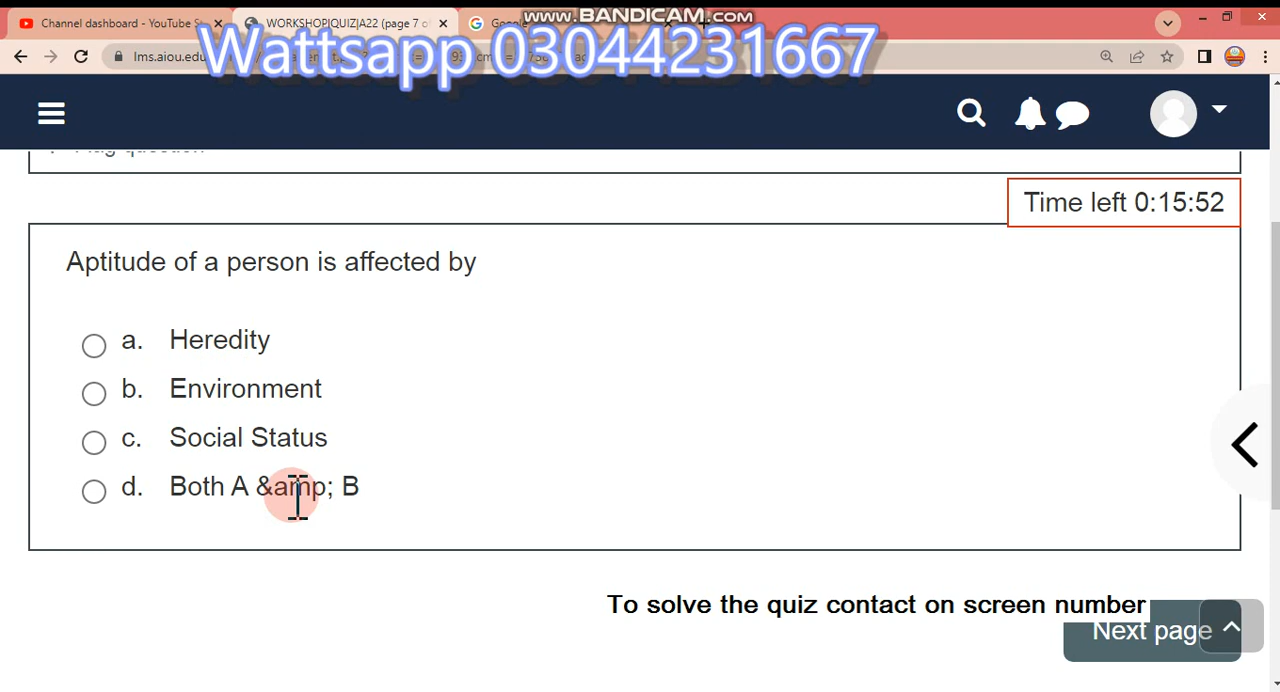 www.BANDICAM.com
Channel dashboard - YouTube S
WORKSHOP|QUIZ|A22 (page 7 o
Wattsapp 03044231667
lms.aiou.edu
Time left 0:15:52
Aptitude of a person is affected by
a. Heredity
b. Environment
c. Social Status
d. Both A &amp; B
To solve the quiz contact on screen number
Next page